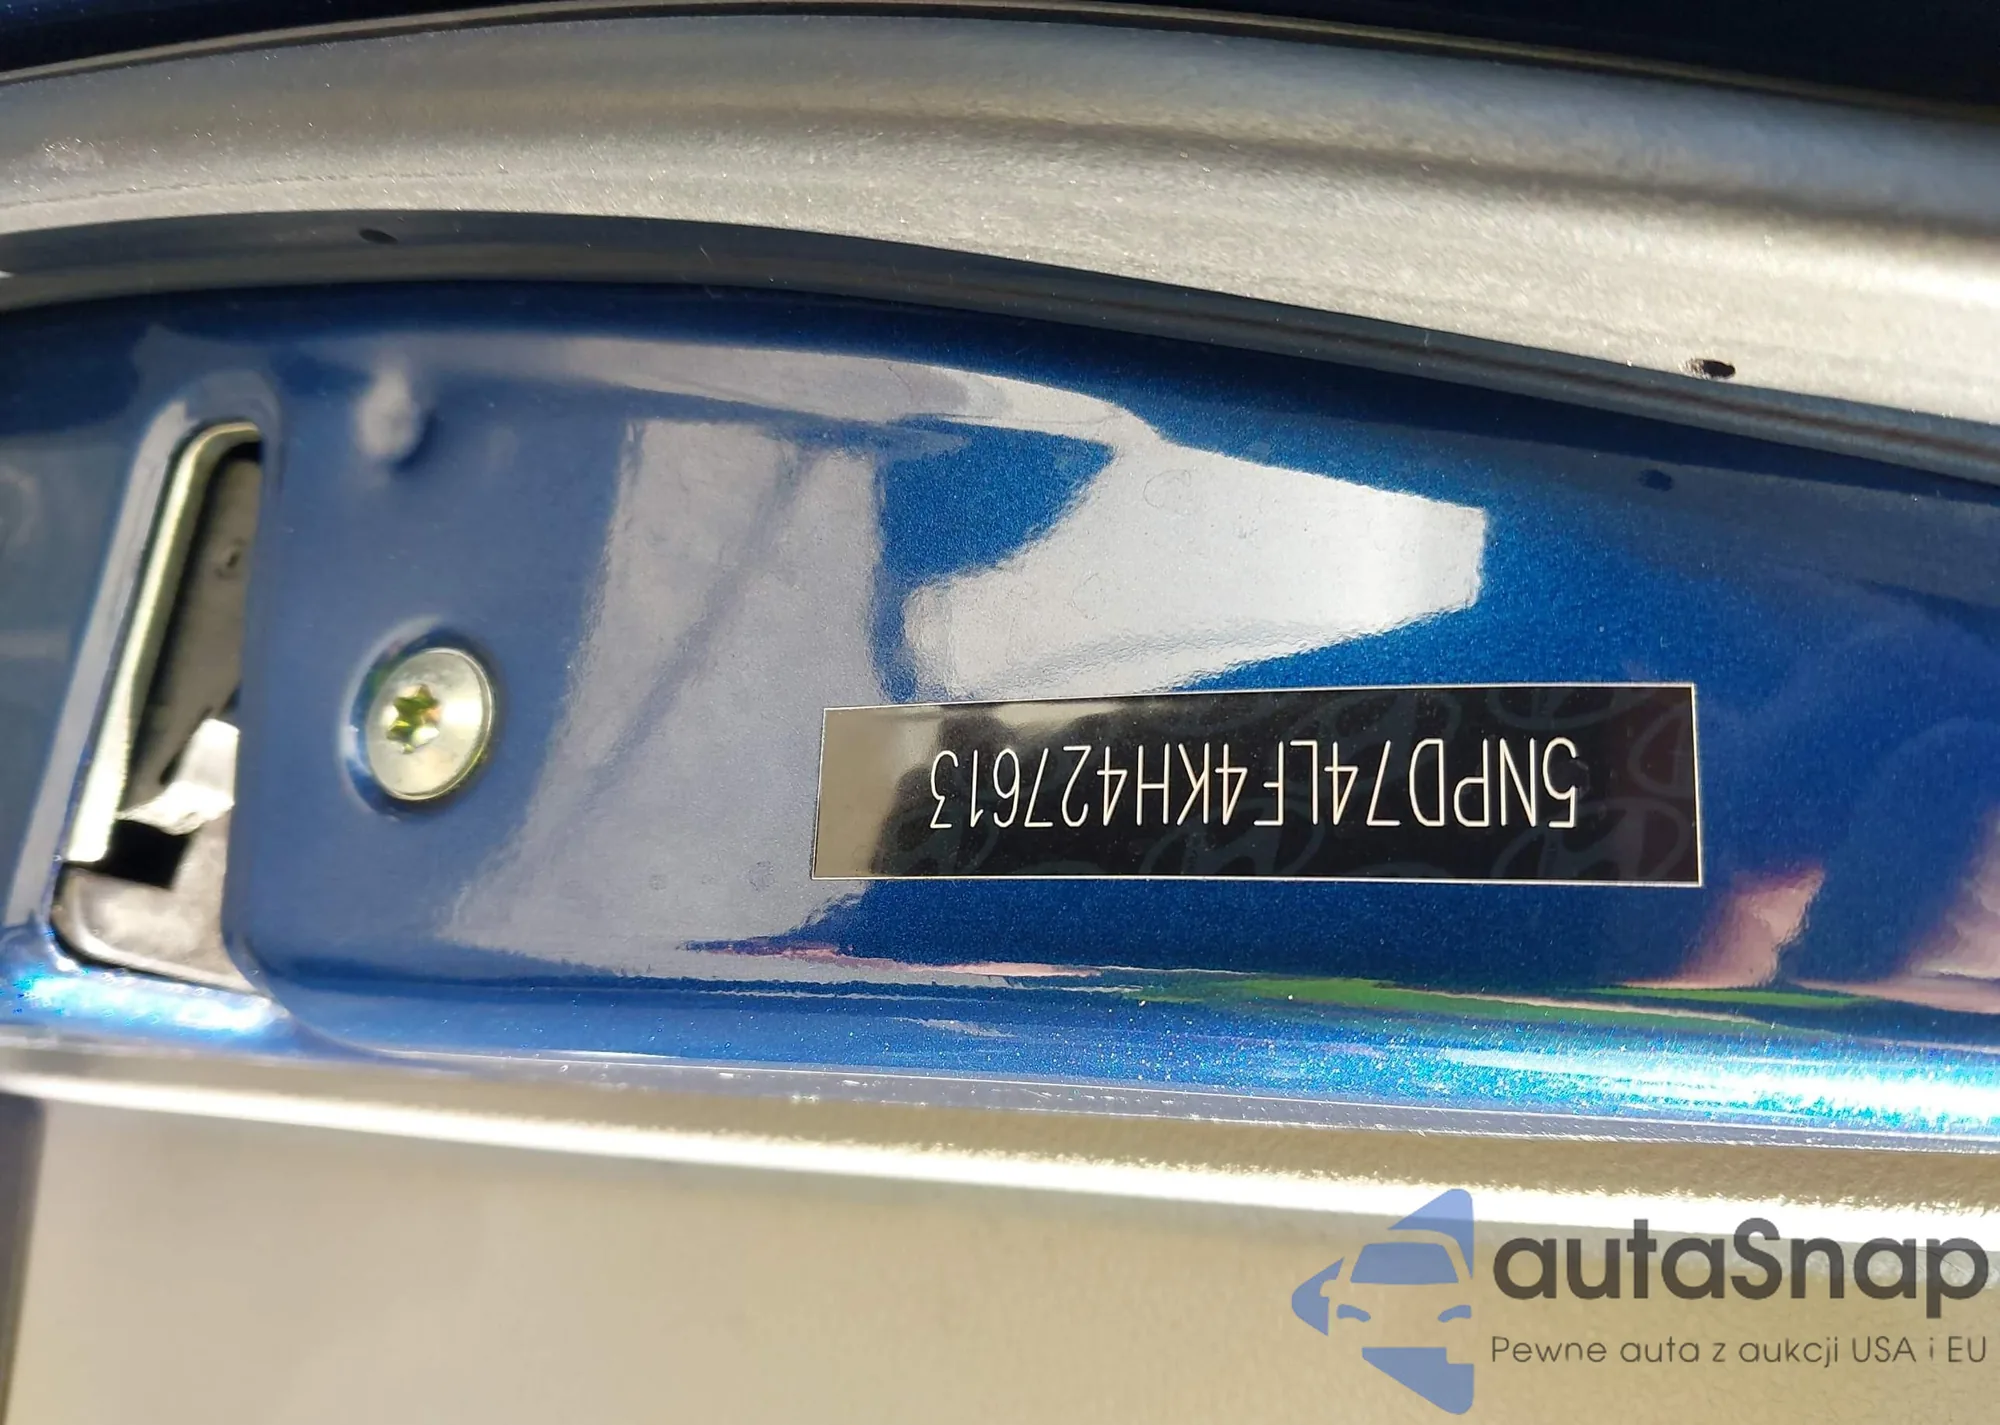 5NPD74LF4KH427613
autaSnap
Pewne auta z aukcji USA i EU